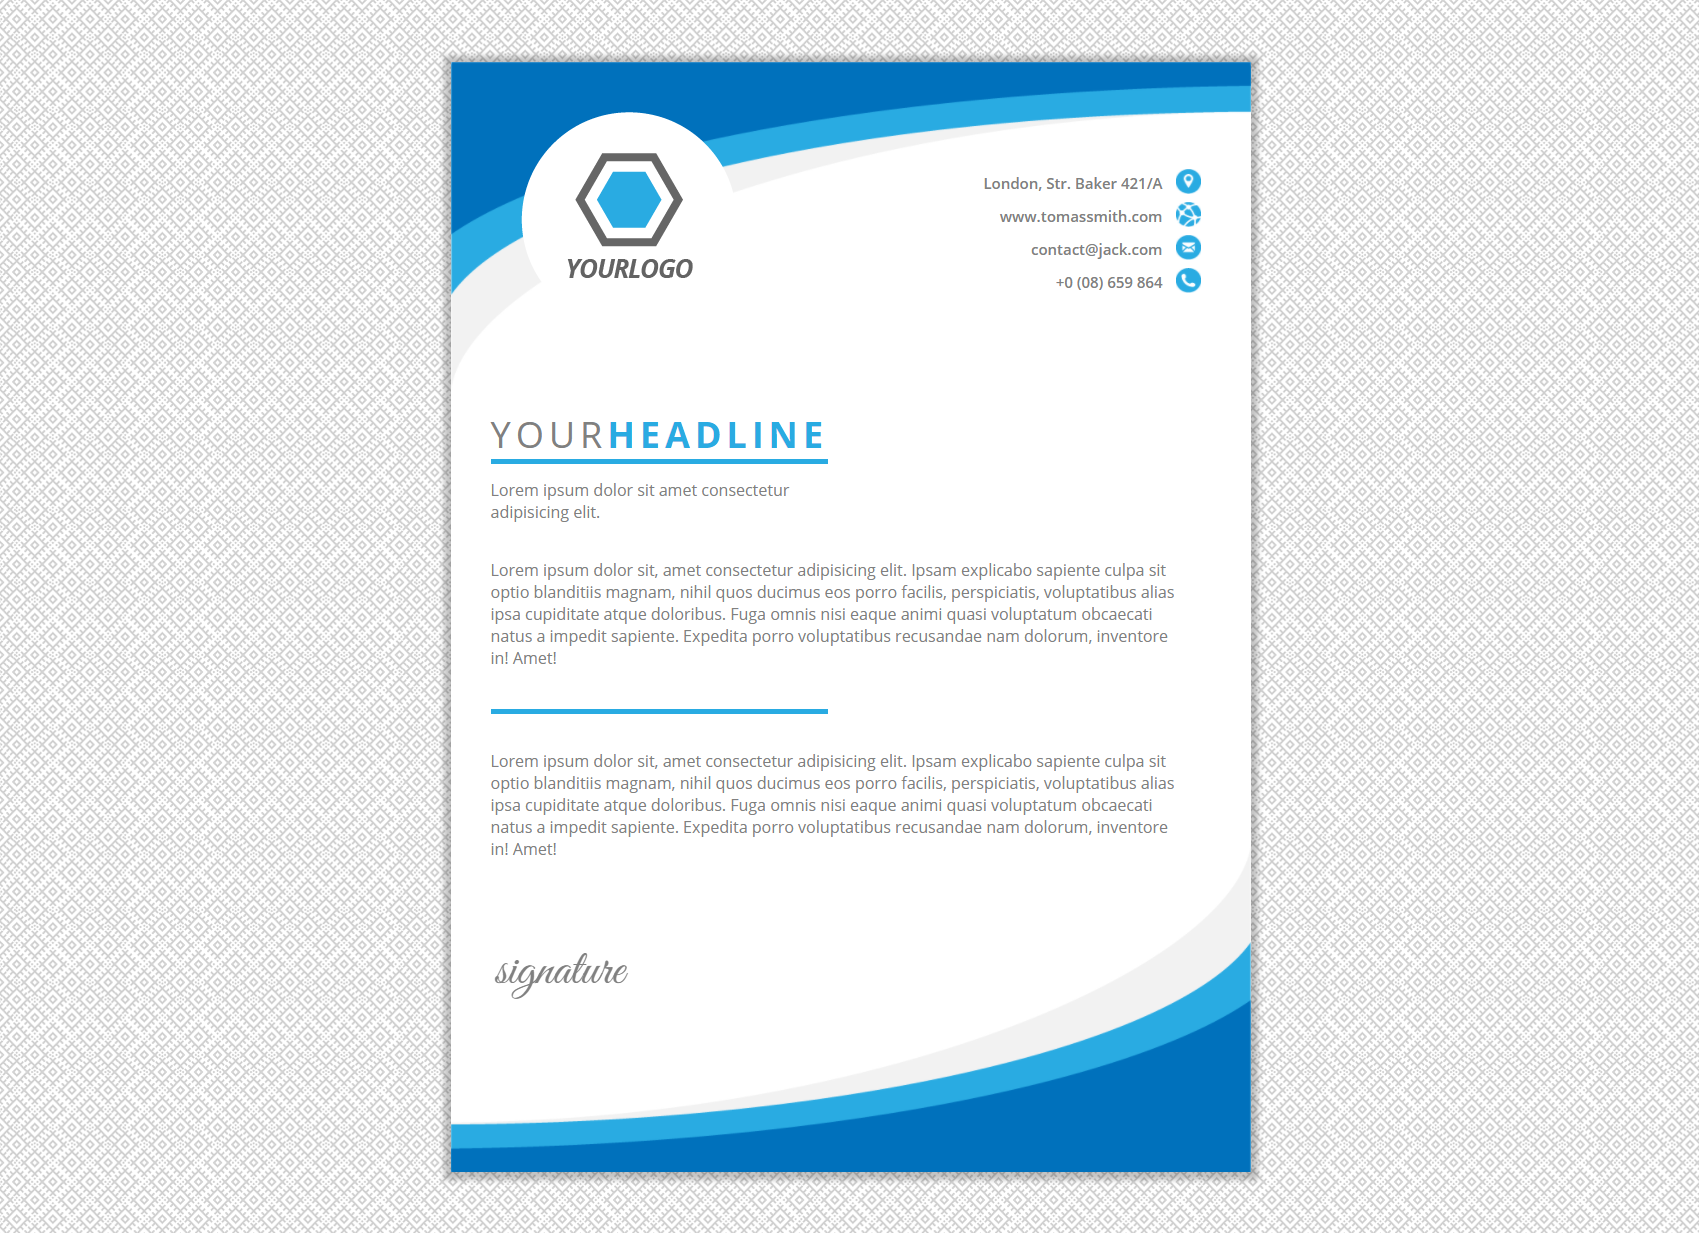 YOURLOGO
London, Str. Baker 421/A
www.tomassmith.com
contact@jack.com
+0 (08) 659 864
YOURHEADLINE
Lorem ipsum dolor sit amet consectetur
adipisicing elit.
Lorem ipsum dolor sit, amet consectetur adipisicing elit. Ipsam explicabo sapiente culpa sit
optio blanditiis magnam, nihil quos ducimus eos porro facilis, perspiciatis, voluptatibus alias
ipsa cupiditate atque doloribus. Fuga omnis nisi eaque animi quasi voluptatum obcaecati
natus a impedit sapiente. Expedita porro voluptatibus recusandae nam dolorum, inventore
in! Amet!
Lorem ipsum dolor sit, amet consectetur adipisicing elit. Ipsam explicabo sapiente culpa sit
optio blanditiis magnam, nihil quos ducimus eos porro facilis, perspiciatis, voluptatibus alias
ipsa cupiditate atque doloribus. Fuga omnis nisi eaque animi quasi voluptatum obcaecati
natus a impedit sapiente. Expedita porro voluptatibus recusandae nam dolorum, inventore
in! Amet!
signature